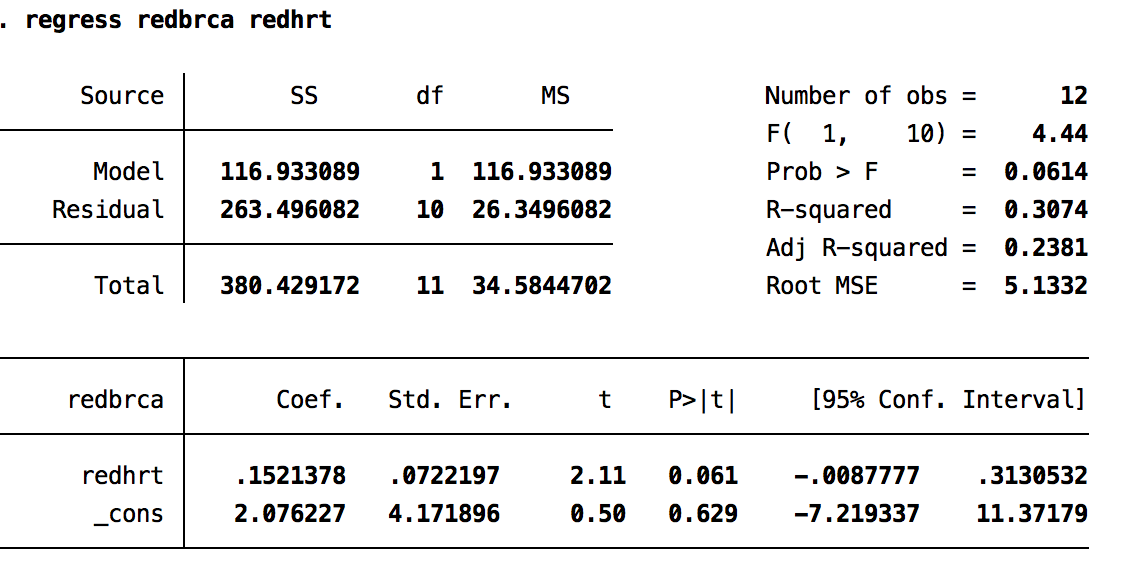 . regress redbrca redhrt
Source SS df MS Number of obs = 12
F( 1, 10) = 4.44
Model 116.933089 1 116.933089 Prob > F = 0.0614
Residual 263.496082 10 26.3496082 R-squared = 0.3074
Adj R-squared = 0.2381
Total 380.429172 11 34.5844702 Root MSE = 5.1332
redbrca Coef. Std. Err. t P>|t| [95% Conf. Interval]
redhrt .1521378 .0722197 2.11 0.061 -.0087777 .3130532
_cons 2.076227 4.171896 0.50 0.629 -7.219337 11.37179